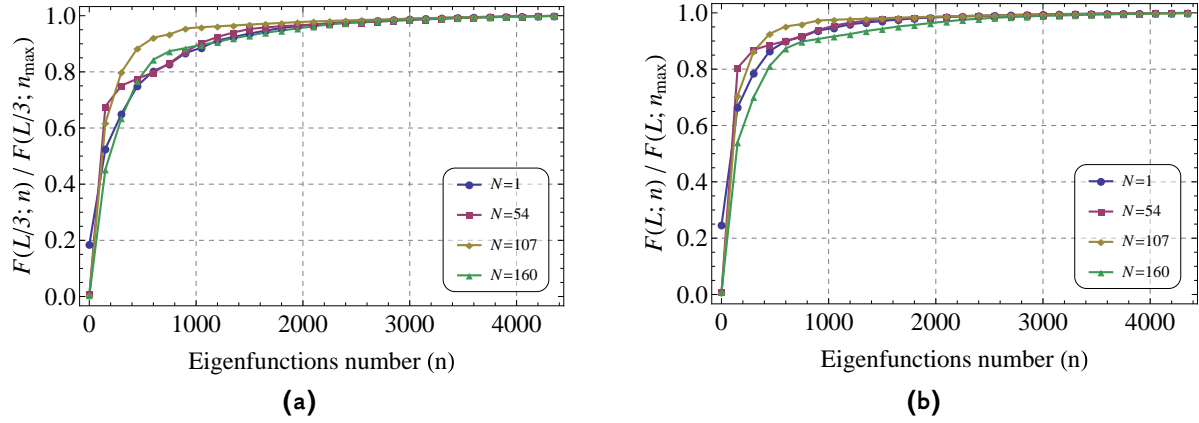 F(L/3; n) / F(L/3; n_max)
1.0
0.8
0.6
0.4
0.2
0.0
N=1
N=54
N=107
N=160
0 1000 2000 3000 4000
Eigenfunctions number (n)
(a)
F(L; n) / F(L; n_max)
1.0
0.8
0.6
0.4
0.2
0.0
N=1
N=54
N=107
N=160
0 1000 2000 3000 4000
Eigenfunctions number (n)
(b)